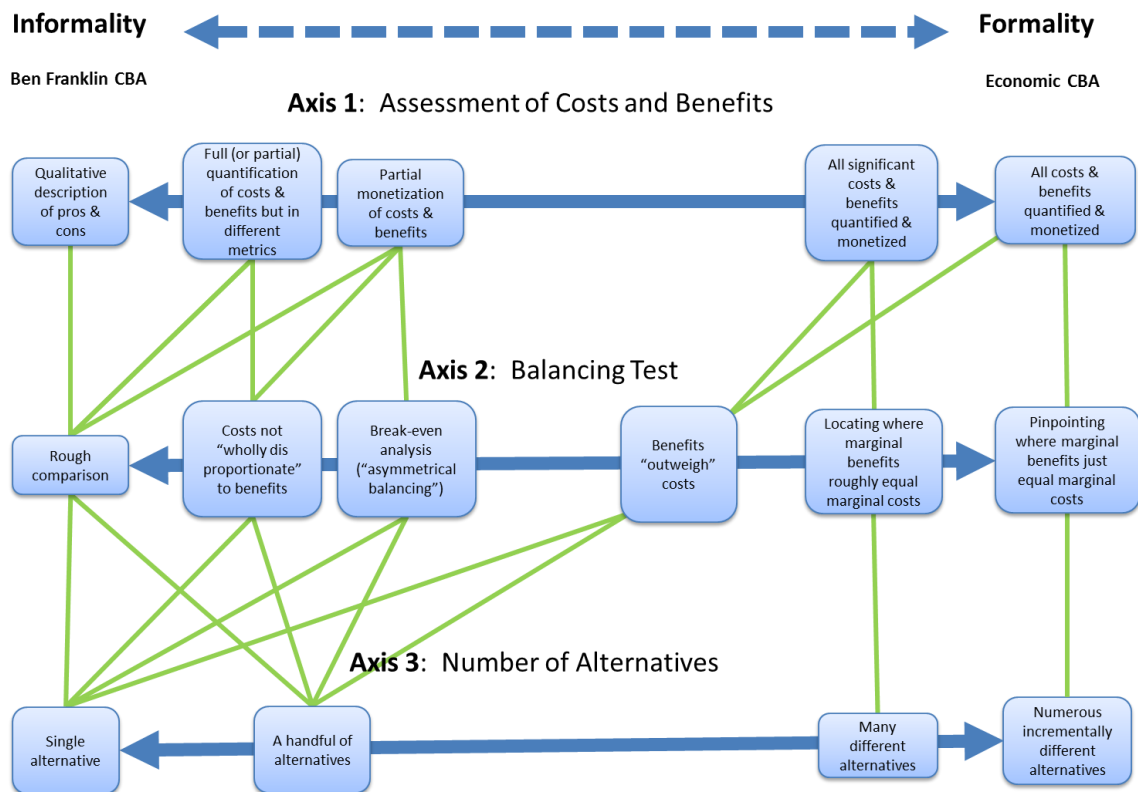 Informality
Formality
Ben Franklin CBA
Economic CBA
Axis 1: Assessment of Costs and Benefits
Qualitative
description
of pros &
cons
Full (or partial)
quantification
of costs &
benefits but in
different
metrics
Partial
monetization
of costs &
benefits
All significant
costs &
benefits
quantified &
monetized
All costs &
benefits
quantified &
monetized
Axis 2: Balancing Test
Rough
comparison
Costs not
“wholly dis
proportionate”
to benefits
Break-even
analysis
(“asymmetrical
balancing”)
Benefits
“outweigh”
costs
Locating where
marginal
benefits
roughly equal
marginal costs
Pinpointing
where marginal
benefits just
equal marginal
costs
Axis 3: Number of Alternatives
Single
alternative
A handful of
alternatives
Many
different
alternatives
Numerous
incrementally
different
alternatives